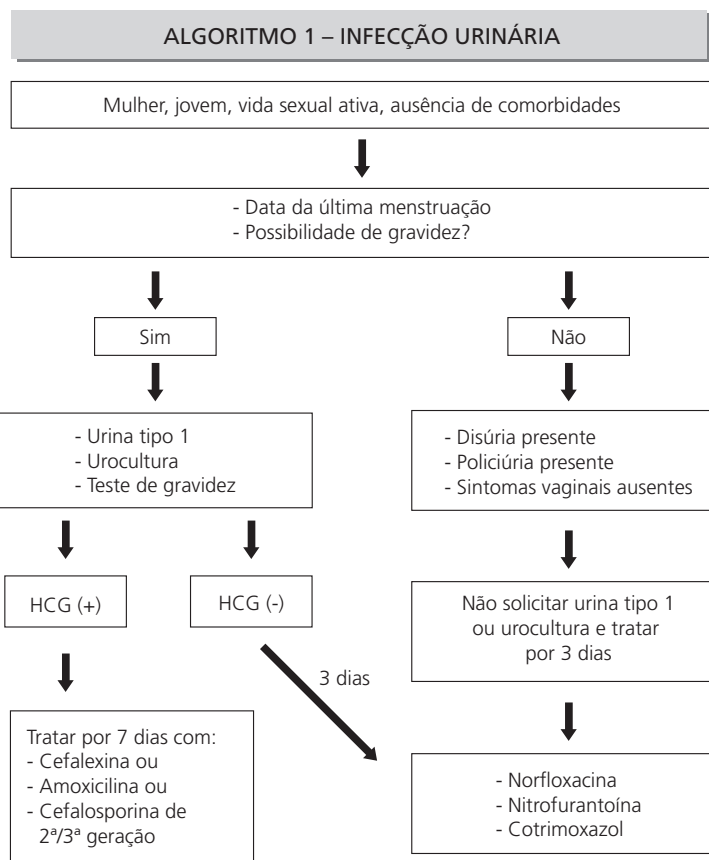 ALGORITMO 1 – INFECÇÃO URINÁRIA
Mulher, jovem, vida sexual ativa, ausência de comorbidades
- Data da última menstruação
- Possibilidade de gravidez?
Sim
Não
- Urina tipo 1
- Urocultura
- Teste de gravidez
- Disúria presente
- Policiúria presente
- Sintomas vaginais ausentes
HCG (+)
HCG (-)
Não solicitar urina tipo 1
ou urocultura e tratar
por 3 dias
3 dias
Tratar por 7 dias com:
- Cefalexina ou
- Amoxicilina ou
- Cefalosporina de
2ª/3ª geração
- Norfloxacina
- Nitrofurantoína
- Cotrimoxazol